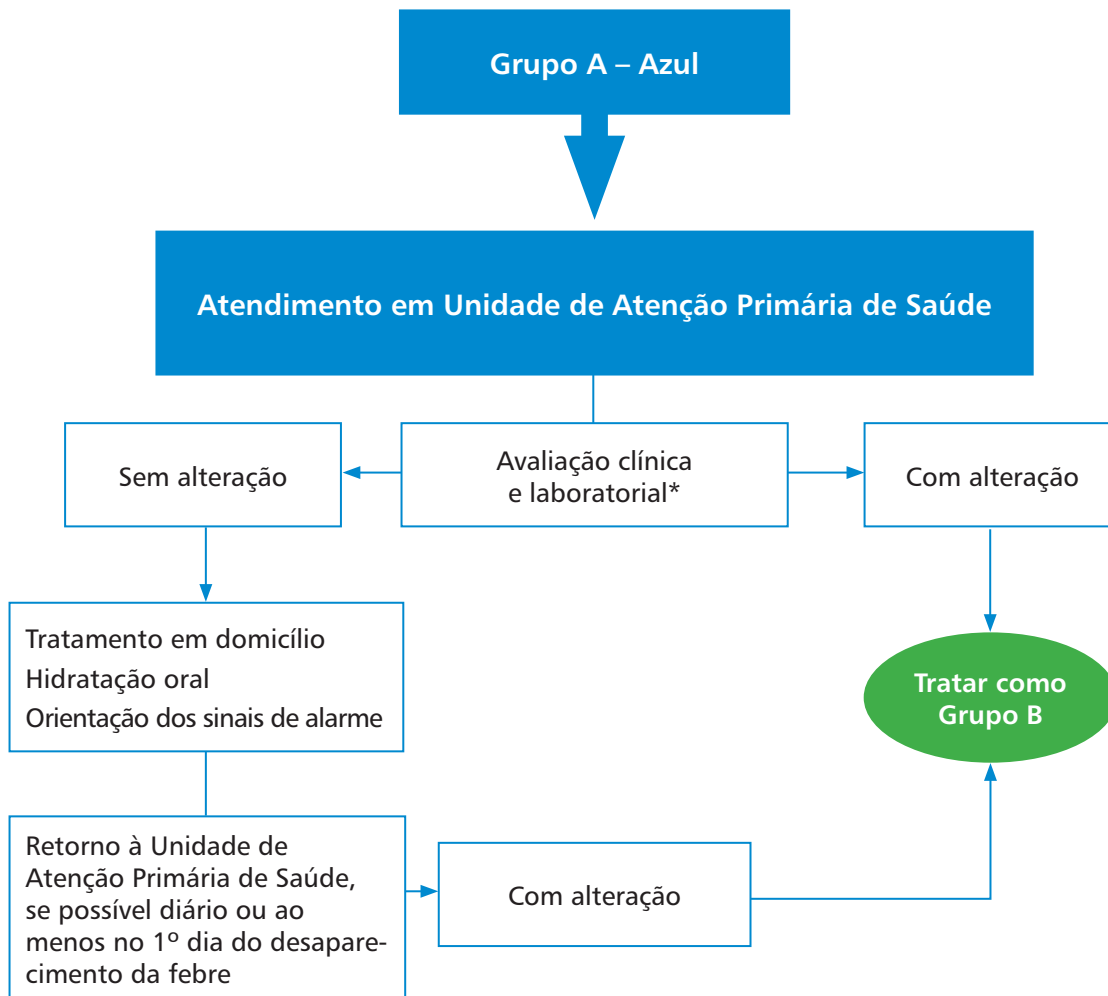 Grupo A – Azul
Atendimento em Unidade de Atenção Primária de Saúde
Sem alteração
Avaliação clínica
e laboratorial*
Com alteração
Tratamento em domicílio
Hidratação oral
Orientação dos sinais de alarme
Tratar como
Grupo B
Retorno à Unidade de
Atenção Primária de Saúde,
se possível diário ou ao
menos no 1º dia do desapare-
cimento da febre
Com alteração